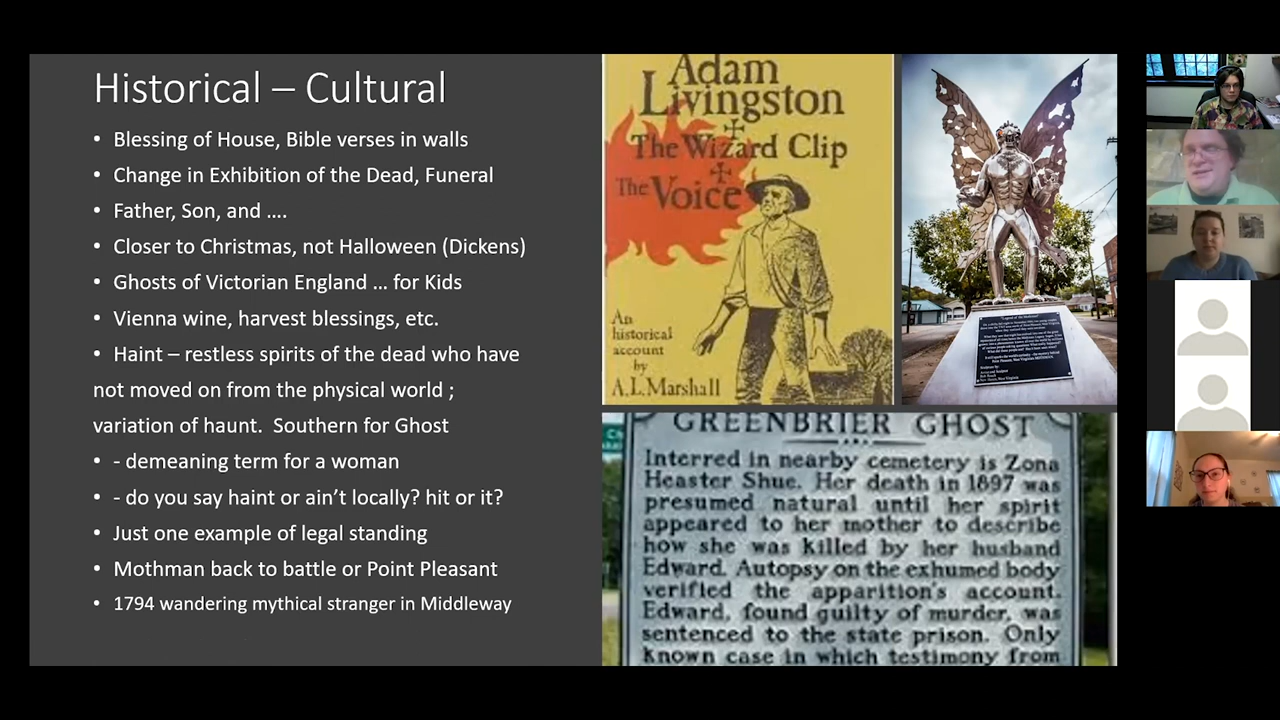 Historical – Cultural
• Blessing of House, Bible verses in walls
• Change in Exhibition of the Dead, Funeral
• Father, Son, and ....
• Closer to Christmas, not Halloween (Dickens)
• Ghosts of Victorian England ... for Kids
• Vienna wine, harvest blessings, etc.
• Haint – restless spirits of the dead who have
not moved on from the physical world ;
variation of haunt.  Southern for Ghost
• - demeaning term for a woman
• - do you say haint or ain't locally? hit or it?
• Just one example of legal standing
• Mothman back to battle or Point Pleasant
• 1794 wandering mythical stranger in Middleway
Adam
Livingston
The Wizard Clip
The Voice
An
historical
account
by
A.L. Marshall
GREENBRIER GHOST
Interred in nearby cemetery is Zona
Heaster Shue. Her death in 1897 was
presumed natural until her spirit
appeared to her mother to describe
how she was killed by her husband
Edward. Autopsy on the exhumed body
verified the apparition's account.
Edward, found guilty of murder, was
sentenced to the state prison. Only
known case in which testimony from